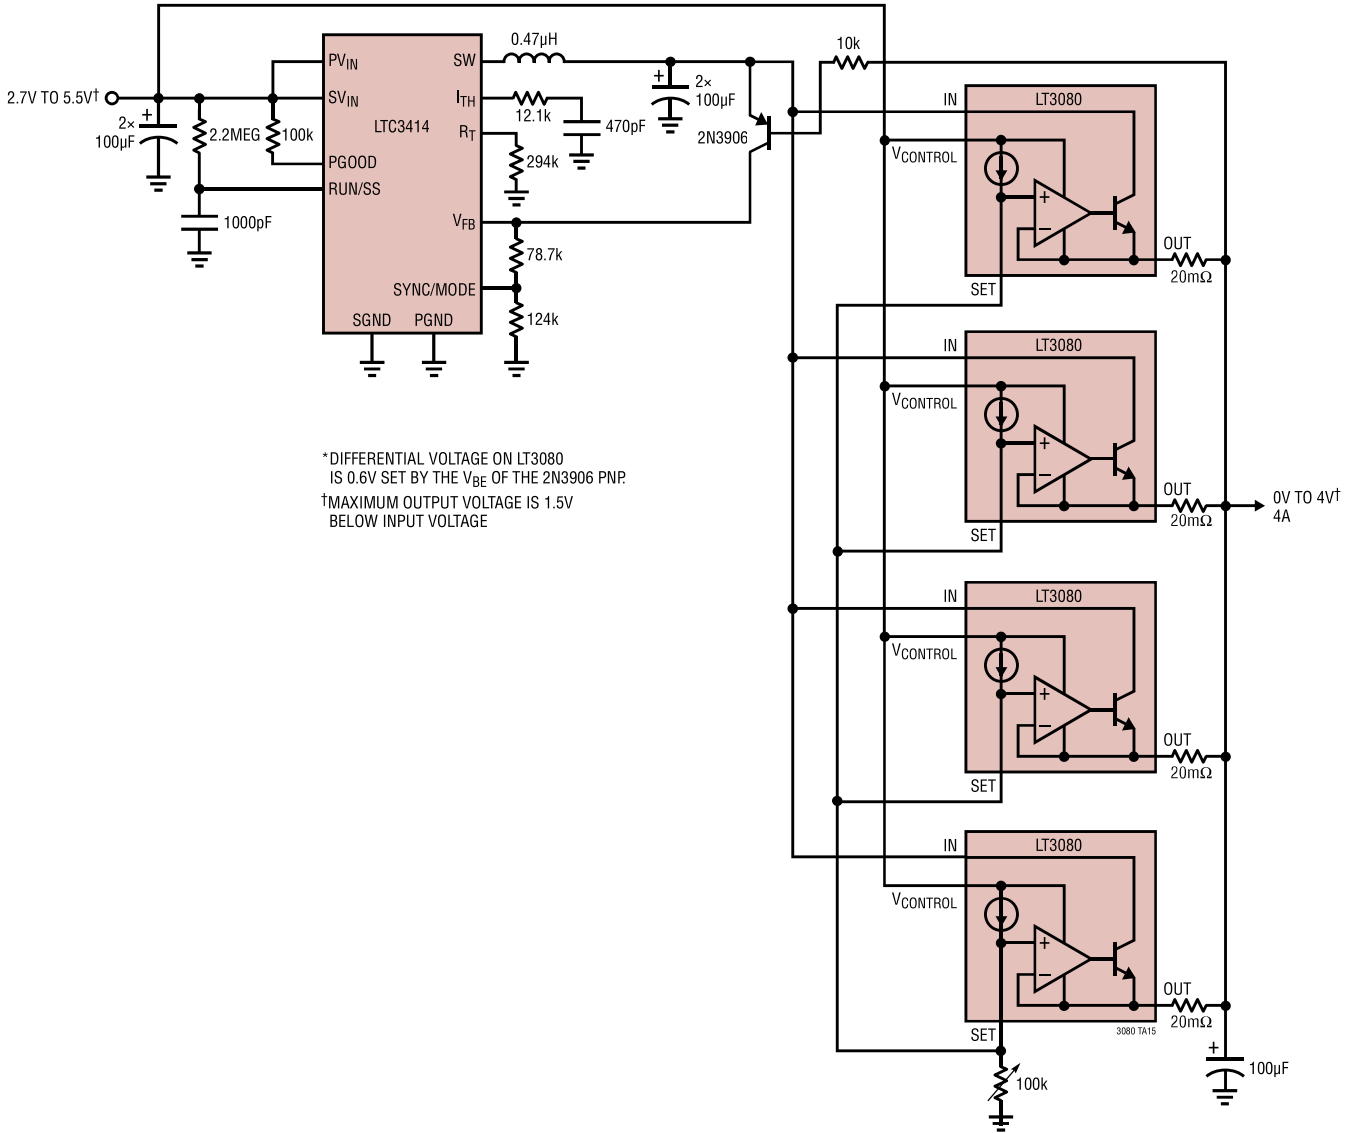 0.47µH
10k
PVIN
SW
2.7V TO 5.5V†
SVIN
ITH
+
2×
100µF
IN
LT3080
+
2×
100µF
2.2MEG
100k
LTC3414
12.1k
470pF
RT
2N3906
VCONTROL
PGOOD
294k
RUN/SS
+
–
1000pF
VFB
OUT
20mΩ
78.7k
SYNC/MODE
SET
SGND
PGND
124k
IN
LT3080
VCONTROL
+
–
*DIFFERENTIAL VOLTAGE ON LT3080
IS 0.6V SET BY THE VBE OF THE 2N3906 PNP.
†MAXIMUM OUTPUT VOLTAGE IS 1.5V
BELOW INPUT VOLTAGE
OUT
20mΩ
0V TO 4V†
4A
SET
IN
LT3080
VCONTROL
+
–
OUT
20mΩ
SET
IN
LT3080
VCONTROL
+
–
OUT
20mΩ
3080 TA15
SET
+
100µF
100k